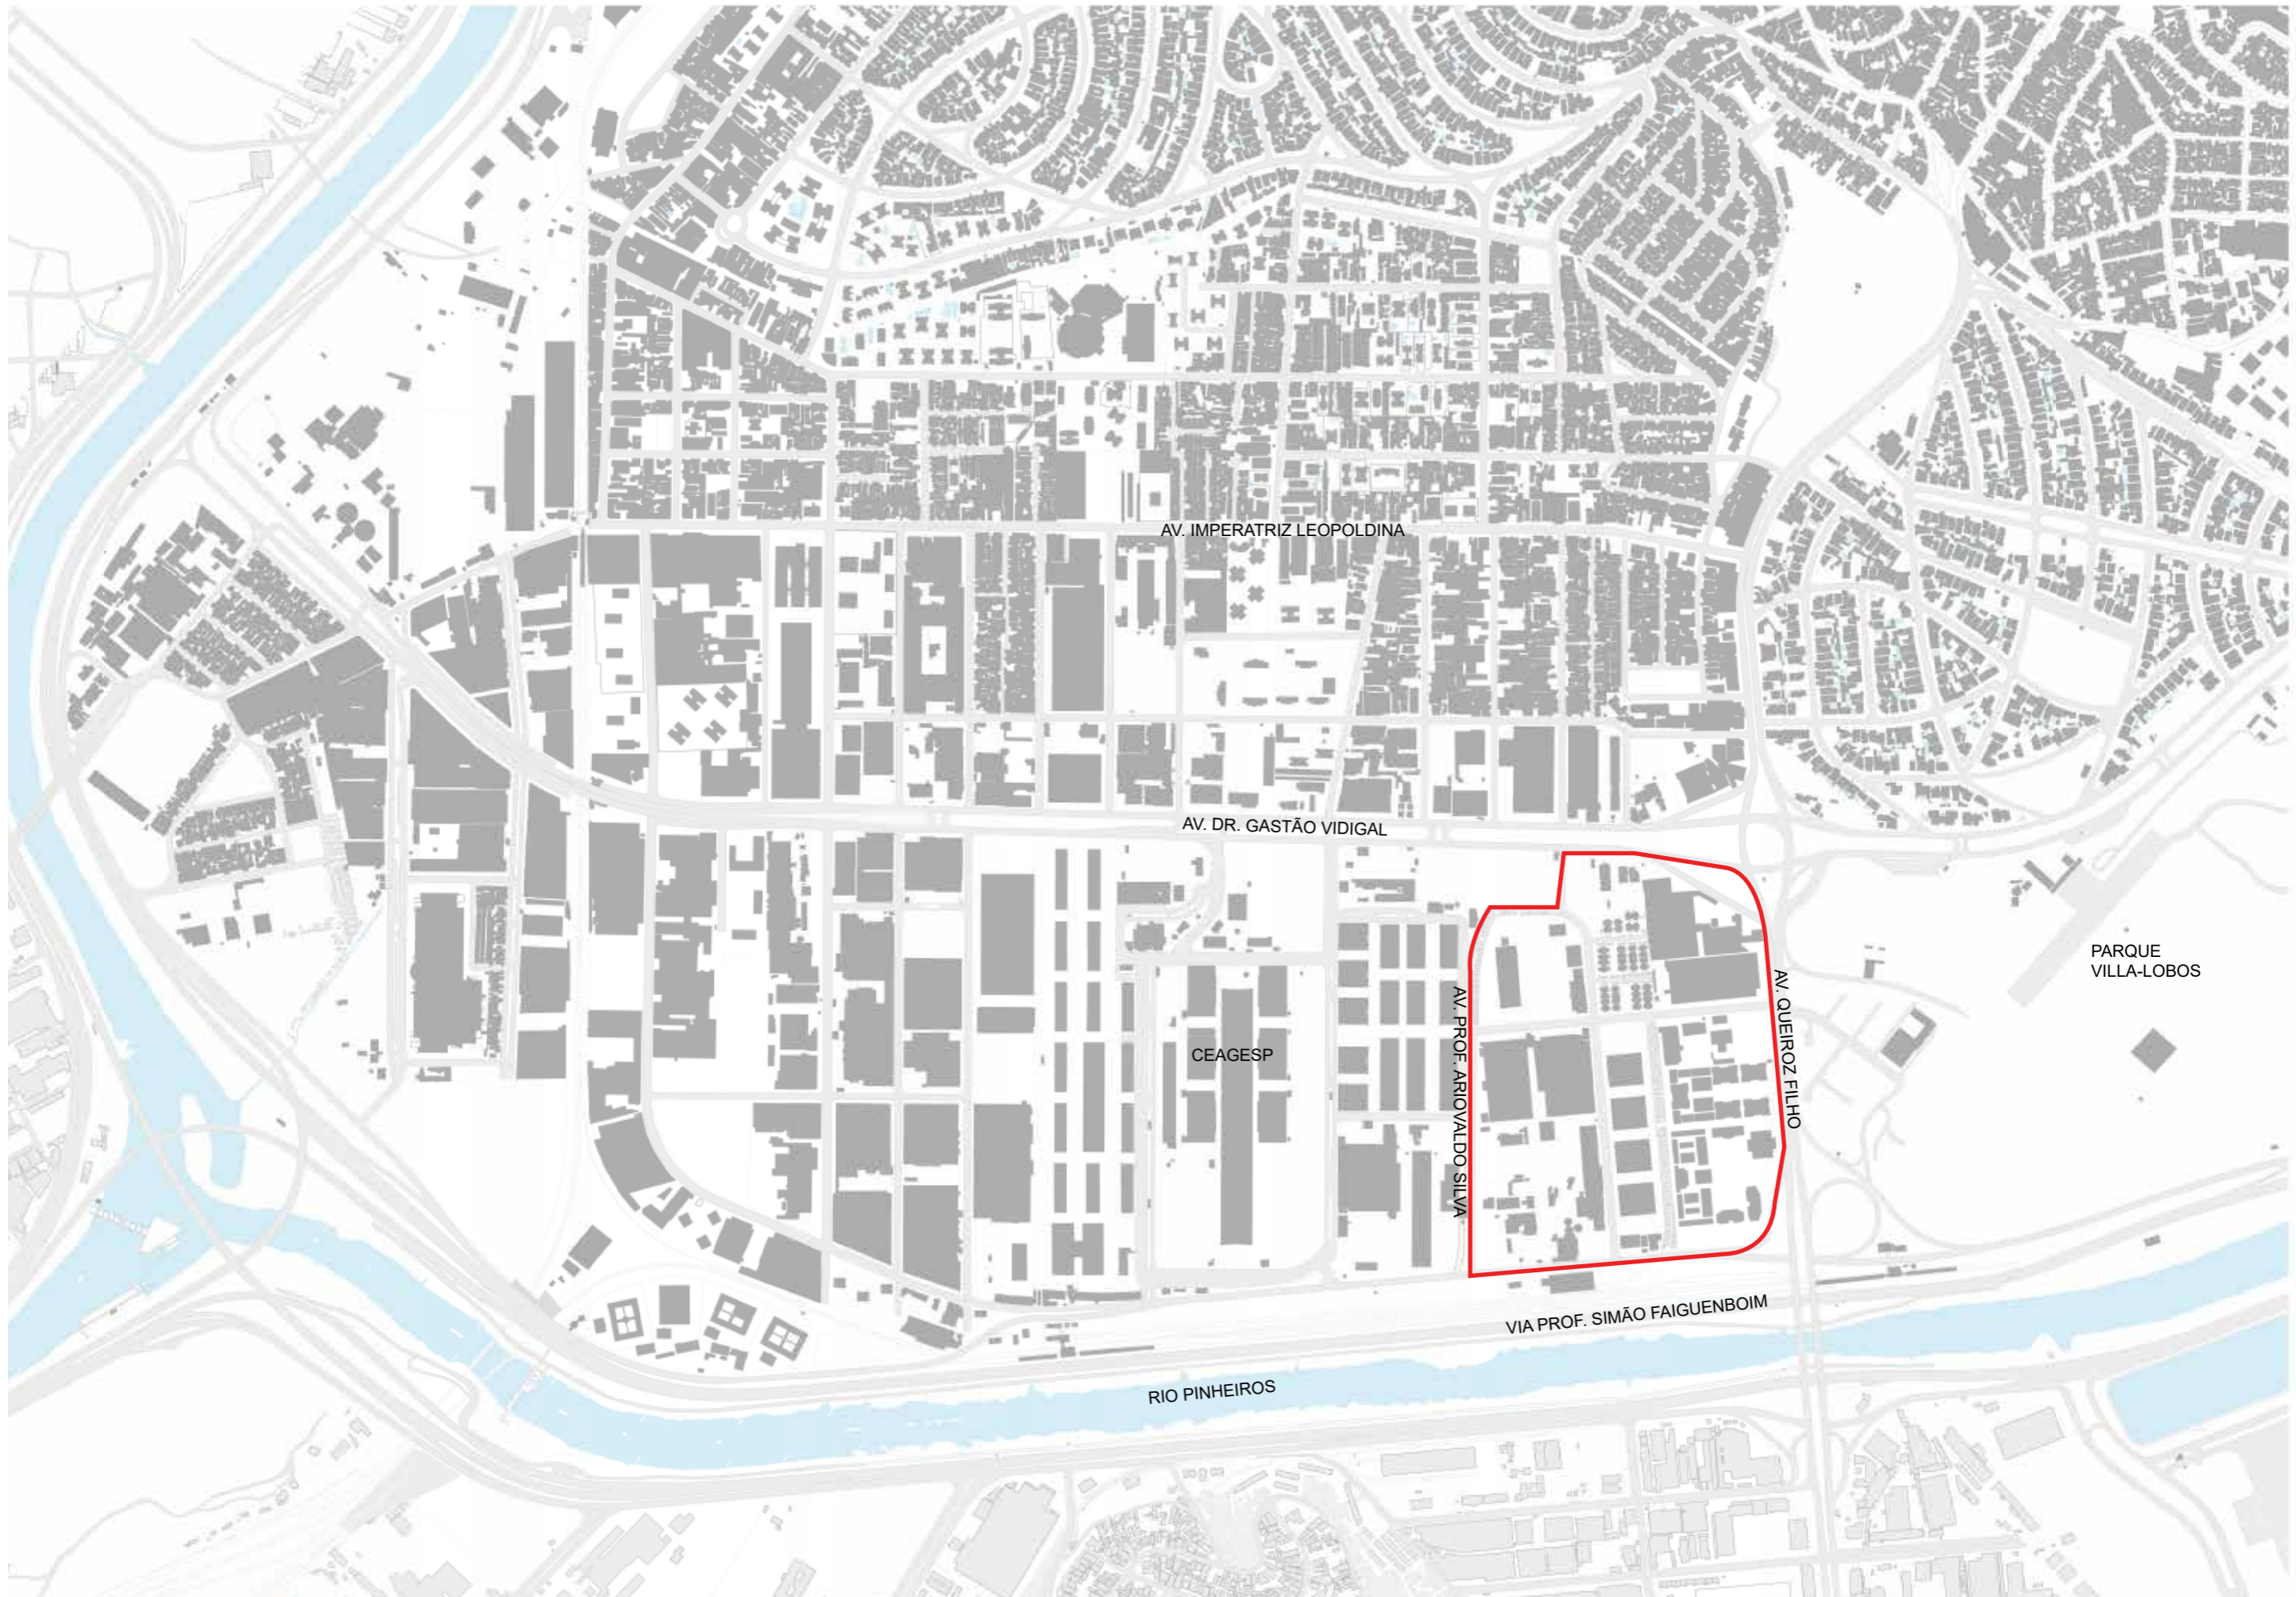 AV. IMPERATRIZ LEOPOLDINA
AV. DR. GASTÃO VIDIGAL
PARQUE
VILLA-LOBOS
AV. QUEIROZ FILHO
AV. PROF. ARIOVALDO SILVA
CEAGESP
VIA PROF. SIMÃO FAIGUENBOIM
RIO PINHEIROS